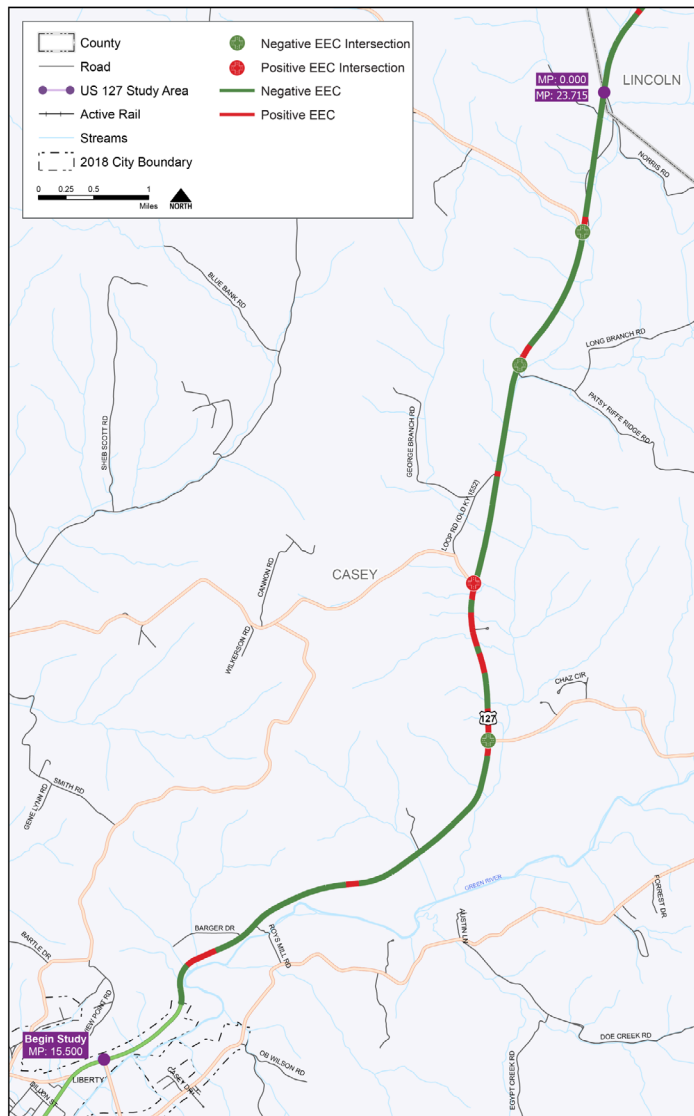 County
Road
US 127 Study Area
Active Rail
Streams
2018 City Boundary
0 0.25 0.5 1
Miles
NORTH
Negative EEC Intersection
Positive EEC Intersection
Negative EEC
Positive EEC
MP: 0.000
MP: 23.715
LINCOLN
NORRIS RD
BLUE BANK RD
LONG BRANCH RD
PATSY RIFFE RIDGE RD
SHEB SCOTT RD
GEORGE BRANCH RD
LOOP RD (OLD KY 1552)
CASEY
CANNON RD
WILKERSON RD
CHAZ CIR
127
SMITH RD
GENE LYNN RD
GREEN RIVER
FORREST DR
AUSTIN LN
BARGER DR
ROYS MILL RD
BARTLE DR
VIEW POINT RD
Begin Study
MP: 15.500
LIBERTY
DOE CREEK RD
OB WILSON RD
EGYPT CREEK RD